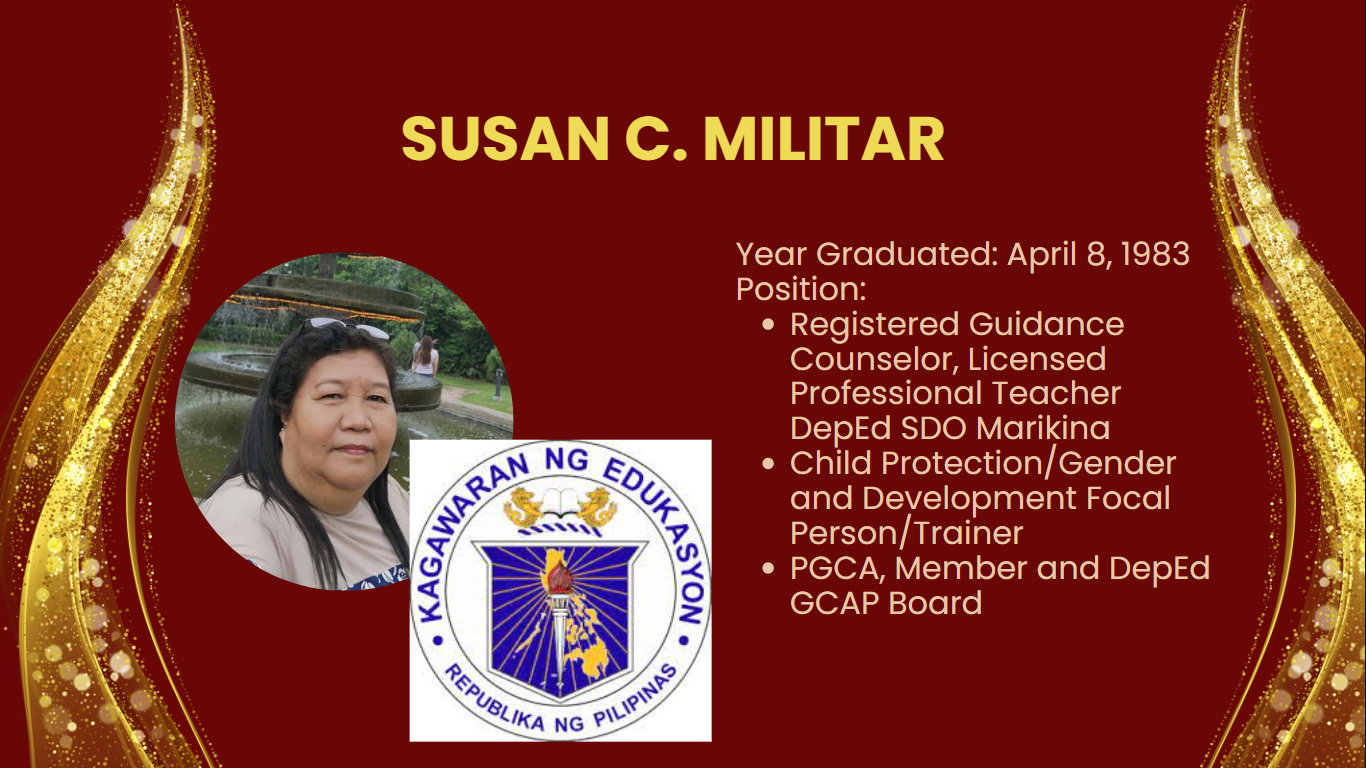 SUSAN C. MILITAR
Year Graduated: April 8, 1983
Position:
• Registered Guidance
Counselor, Licensed
Professional Teacher
DepEd SDO Marikina
• Child Protection/Gender
and Development Focal
Person/Trainer
• PGCA, Member and DepEd
GCAP Board
KAGAWARAN NG EDUKASYON
REPUBLIKA NG PILIPINAS